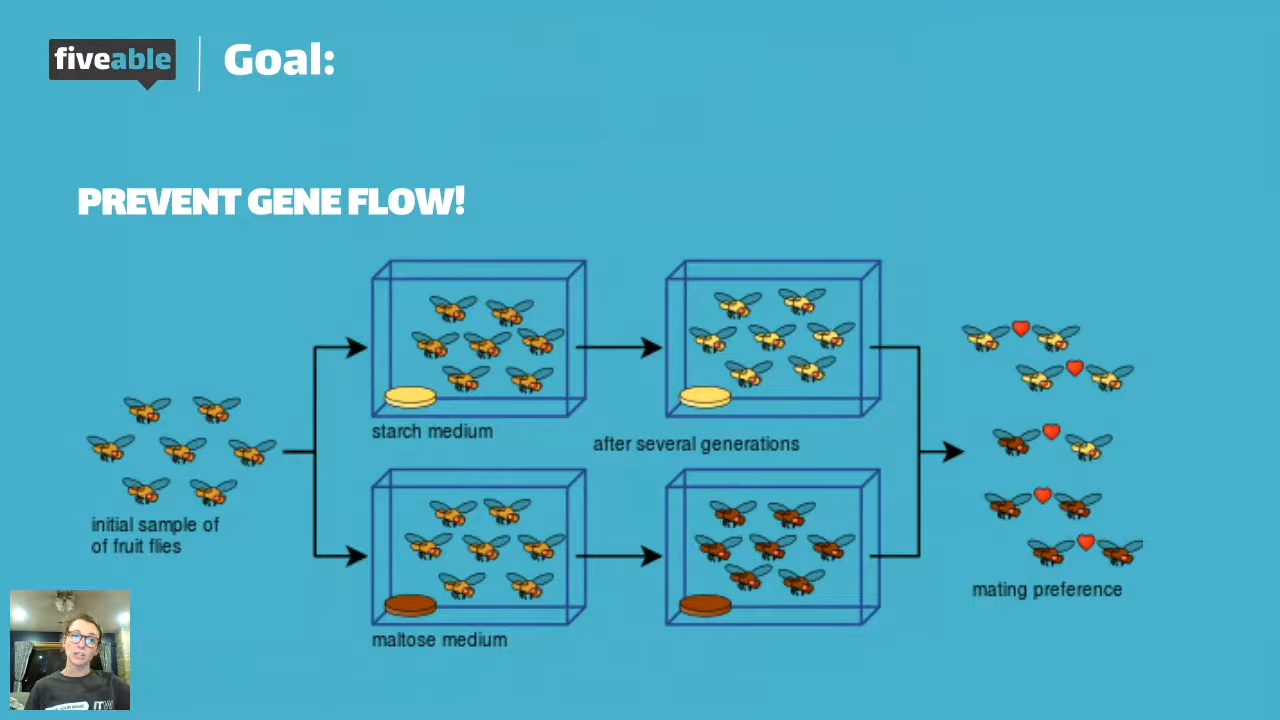 fiveable
Goal:
PREVENT GENE FLOW!
starch medium
after several generations
initial sample of
of fruit flies
mating preference
maltose medium